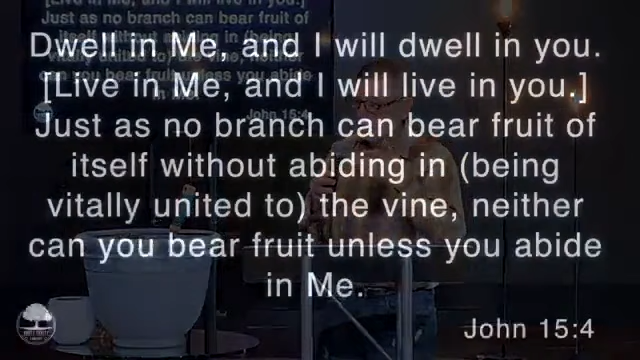 Dwell in Me, and I will dwell in you.
[Live in Me, and I will live in you.]
Just as no branch can bear fruit of
itself without abiding in (being
vitally united to) the vine, neither
can you bear fruit unless you abide
in Me.
John 15:4